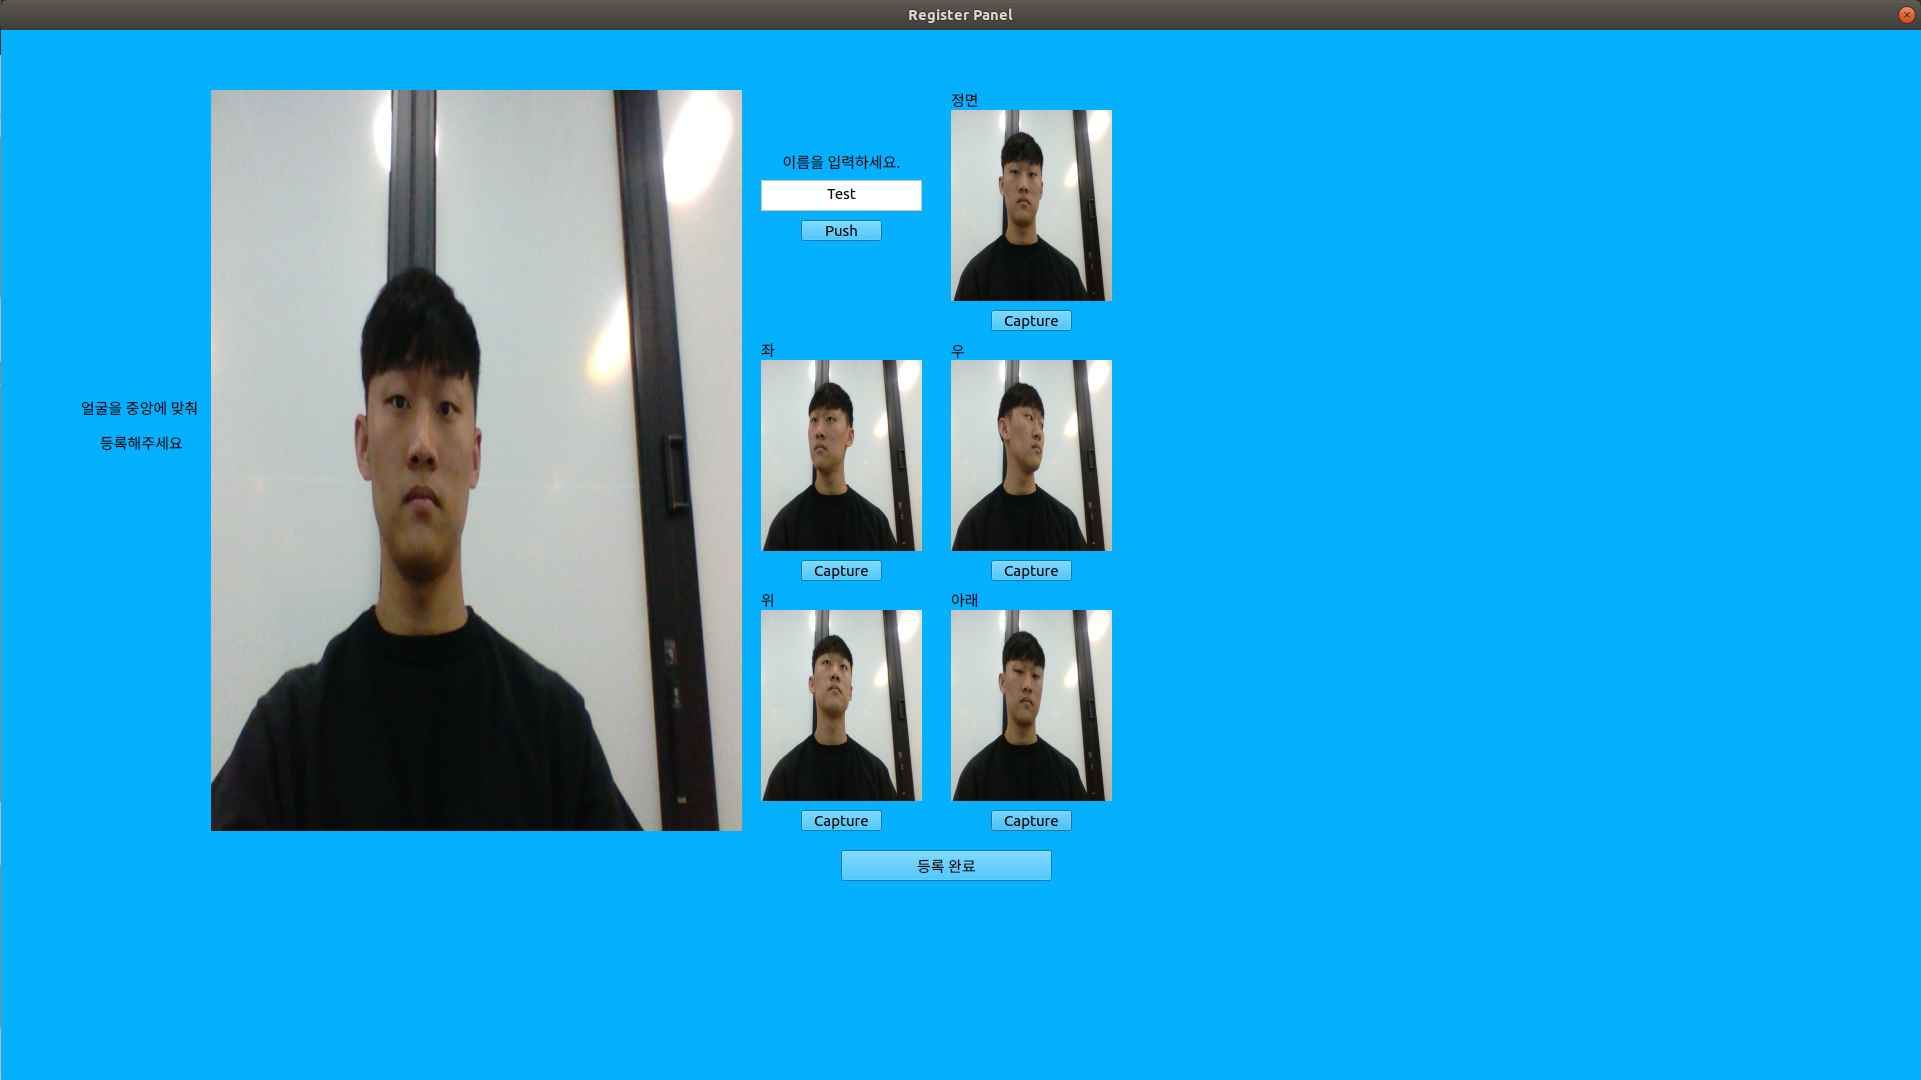 Register Panel
얼굴을 중앙에 맞춰
등록해주세요
이름을 입력하세요.
Test
Push
정면
Capture
좌
Capture
우
Capture
위
Capture
아래
Capture
등록 완료